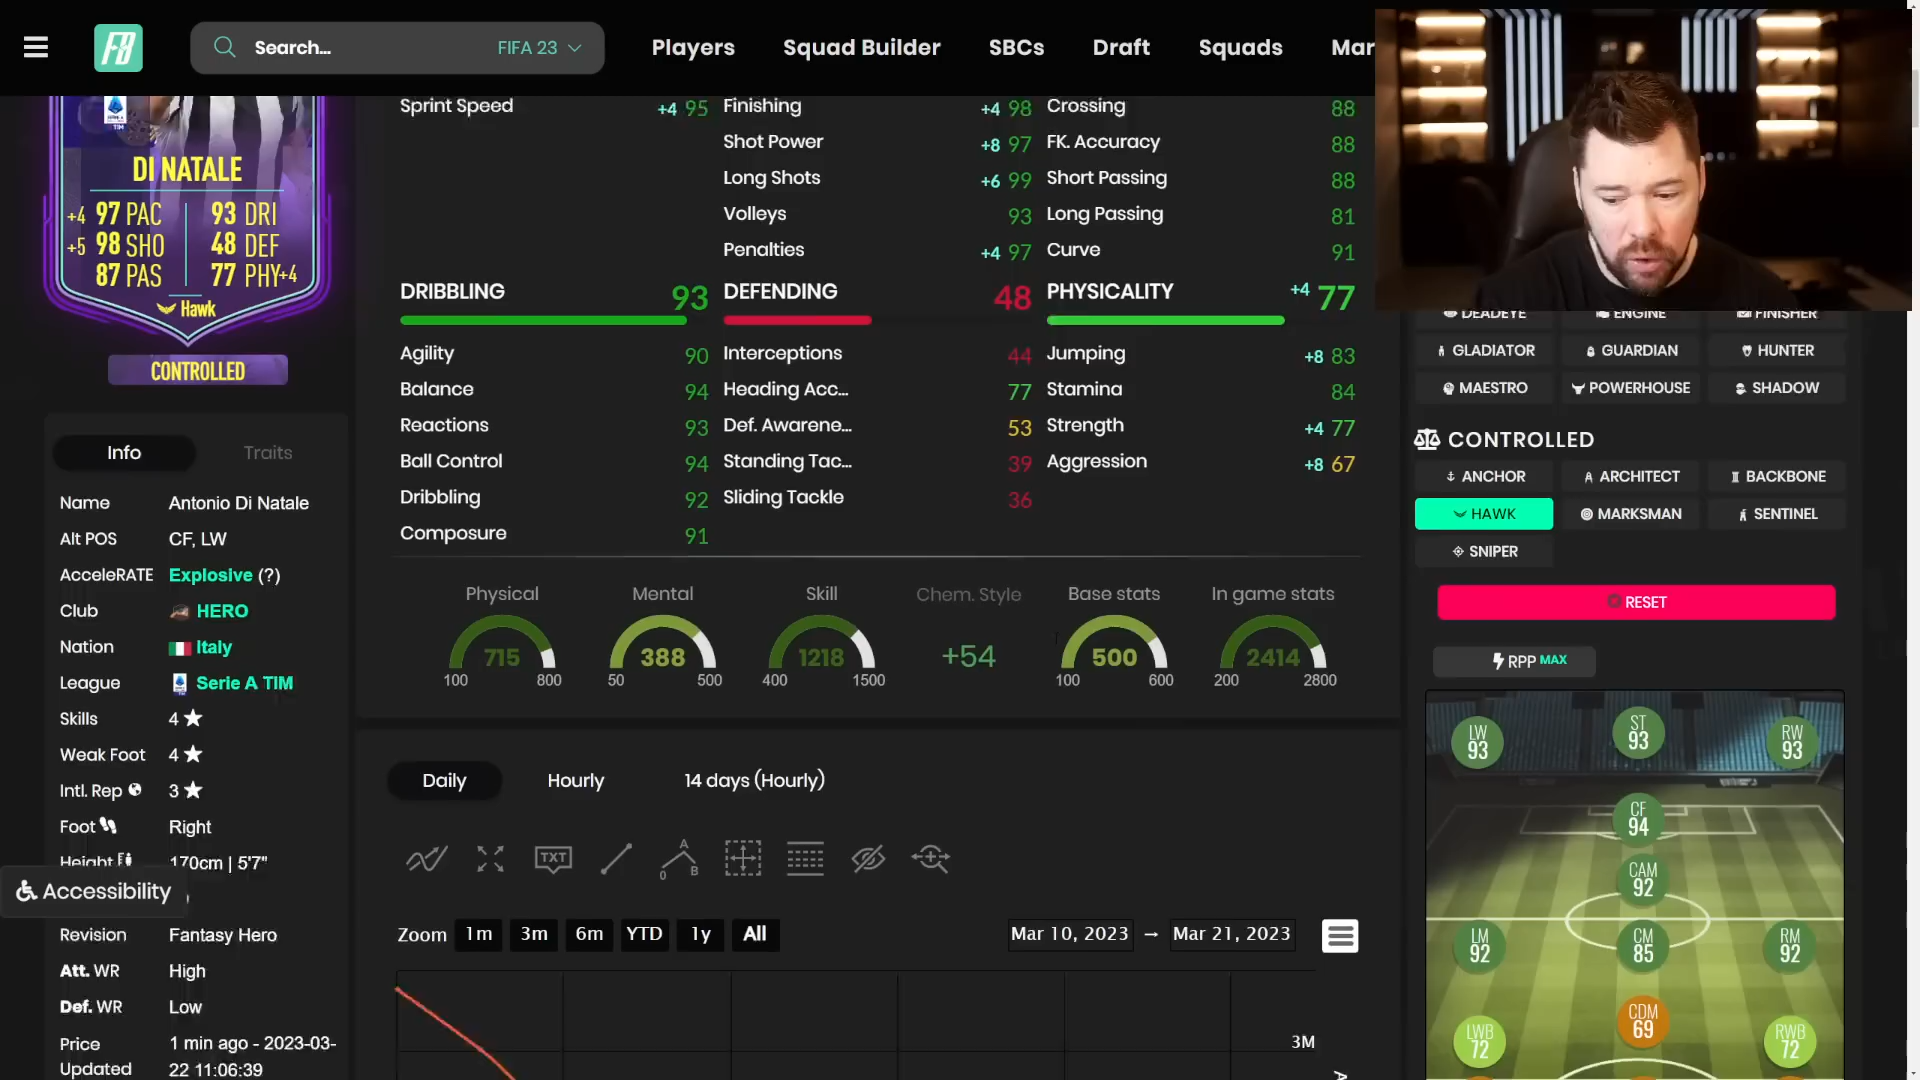 Search...
FIFA 23
Players
Squad Builder
SBCs
Draft
Squads
Mar
SERIE A
TIM
DI NATALE
+4 97 PAC
93 DRI
+5 98 SHO
48 DEF
87 PAS
77 PHY+4
Hawk
CONTROLLED
Info
Traits
Name Antonio Di Natale
Alt POS CF, LW
AcceleRATE Explosive (?)
Club HERO
Nation Italy
League Serie A TIM
Skills 4
Weak Foot 4
Intl. Rep 3
Foot Right
Height 170cm | 5'7"
Accessibility
Revision Fantasy Hero
Att. WR High
Def. WR Low
Price Updated 1 min ago - 2023-03-
22 11:06:39
Sprint Speed +4 95
Finishing +4 98
Shot Power +8 97
Long Shots +6 99
Volleys 93
Penalties +4 97
Crossing 88
FK. Accuracy 88
Short Passing 88
Long Passing 81
Curve 91
DRIBBLING 93
Agility 90
Balance 94
Reactions 93
Ball Control 94
Dribbling 92
Composure 91
DEFENDING 48
Interceptions 44
Heading Acc... 77
Def. Awarene... 53
Standing Tac... 39
Sliding Tackle 36
PHYSICALITY +4 77
Jumping +8 83
Stamina 84
Strength +4 77
Aggression +8 67
Physical
715
100 800
Mental
388
50 500
Skill
1218
400 1500
Chem. Style
+54
Base stats
500
100 600
In game stats
2414
200 2800
Daily
Hourly
14 days (Hourly)
TXT
A
0 B
Zoom 1m 3m 6m YTD 1y All
Mar 10, 2023 → Mar 21, 2023
3M
DEADEYE ENGINE FINISHER
GLADIATOR GUARDIAN HUNTER
MAESTRO POWERHOUSE SHADOW
CONTROLLED
ANCHOR ARCHITECT BACKBONE
HAWK MARKSMAN SENTINEL
SNIPER
RESET
RPP MAX
LW 93
ST 93
RW 93
CF 94
CAM 92
LM 92
CM 85
RM 92
CDM 69
LWB 72
RWB 72